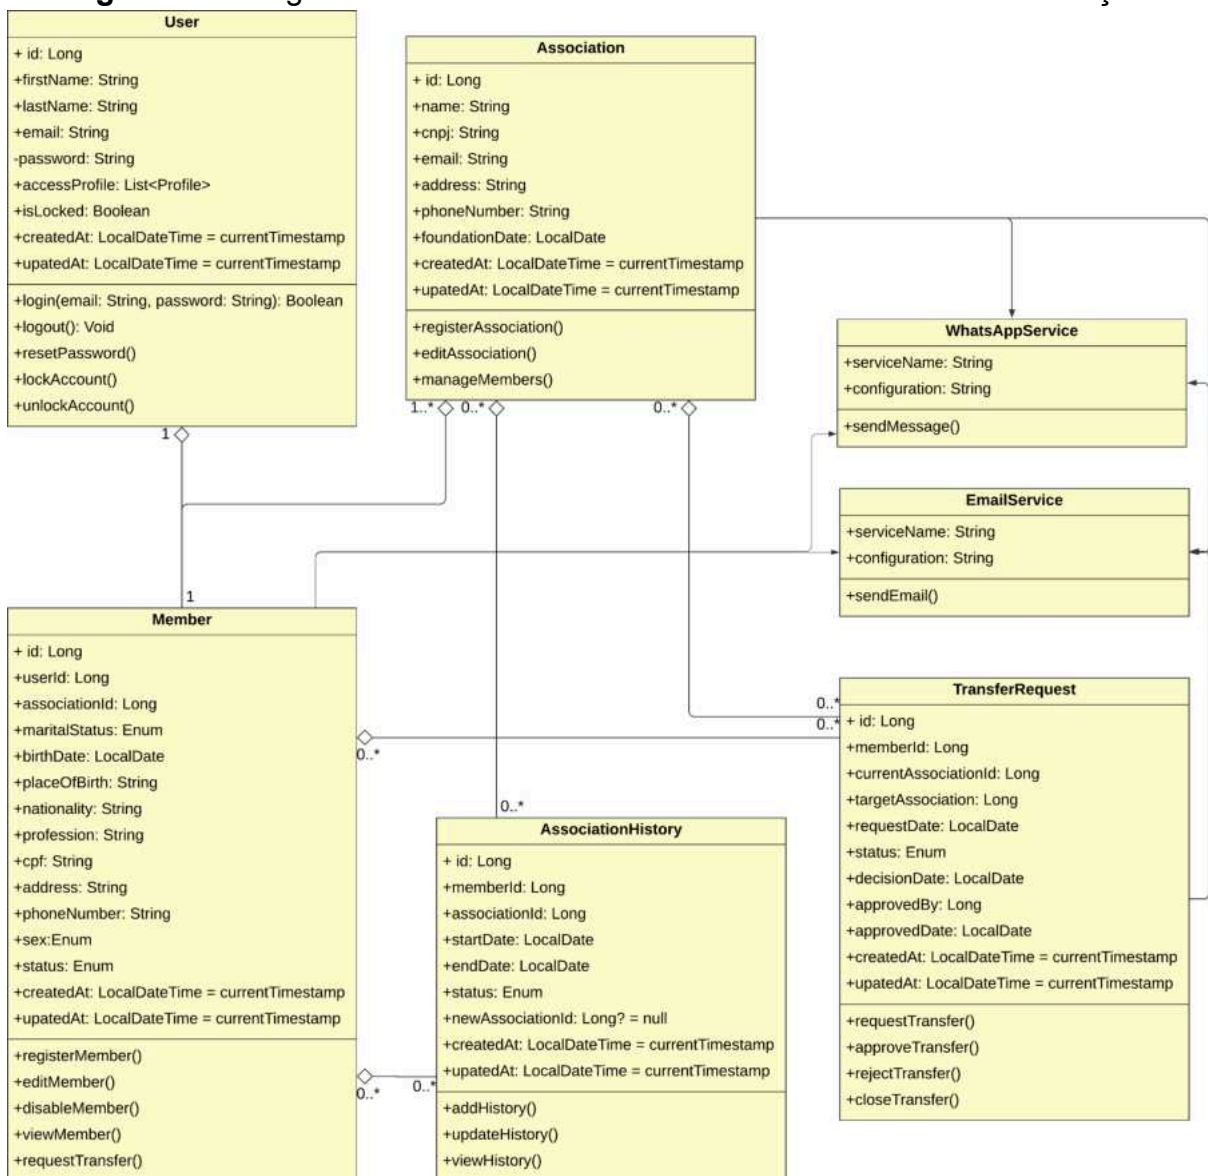 User
+ id: Long
+firstName: String
+lastName: String
+email: String
-password: String
+accessProfile: List<Profile>
+isLocked: Boolean
+createdAt: LocalDateTime = currentTimestamp
+upatedAt: LocalDateTime = currentTimestamp
+login(email: String, password: String): Boolean
+logout(): Void
+resetPassword()
+lockAccount()
+unlockAccount()
1
1
Association
+ id: Long
+name: String
+cnpj: String
+email: String
+address: String
+phoneNumber: String
+foundationDate: LocalDate
+createdAt: LocalDateTime = currentTimestamp
+upatedAt: LocalDateTime = currentTimestamp
+registerAssociation()
+editAssociation()
+manageMembers()
1..* 0..* 0..*
WhatsAppService
+serviceName: String
+configuration: String
+sendMessage()
EmailService
+serviceName: String
+configuration: String
+sendEmail()
Member
+ id: Long
+userId: Long
+associationId: Long
+maritalStatus: Enum
+birthDate: LocalDate
+placeOfBirth: String
+nationality: String
+profession: String
+cpf: String
+address: String
+phoneNumber: String
+sex:Enum
+status: Enum
+createdAt: LocalDateTime = currentTimestamp
+upatedAt: LocalDateTime = currentTimestamp
+registerMember()
+editMember()
+disableMember()
+viewMember()
+requestTransfer()
0..*
0..*
0..*
0..*
AssociationHistory
+ id: Long
+memberId: Long
+associationId: Long
+startDate: LocalDate
+endDate: LocalDate
+status: Enum
+newAssociationId: Long? = null
+createdAt: LocalDateTime = currentTimestamp
+upatedAt: LocalDateTime = currentTimestamp
+addHistory()
+updateHistory()
+viewHistory()
0..*
0..*
TransferRequest
+ id: Long
+memberId: Long
+currentAssociationId: Long
+targetAssociation: Long
+requestDate: LocalDate
+status: Enum
+decisionDate: LocalDate
+approvedBy: Long
+approvedDate: LocalDate
+createdAt: LocalDateTime = currentTimestamp
+upatedAt: LocalDateTime = currentTimestamp
+requestTransfer()
+approveTransfer()
+rejectTransfer()
+closeTransfer()